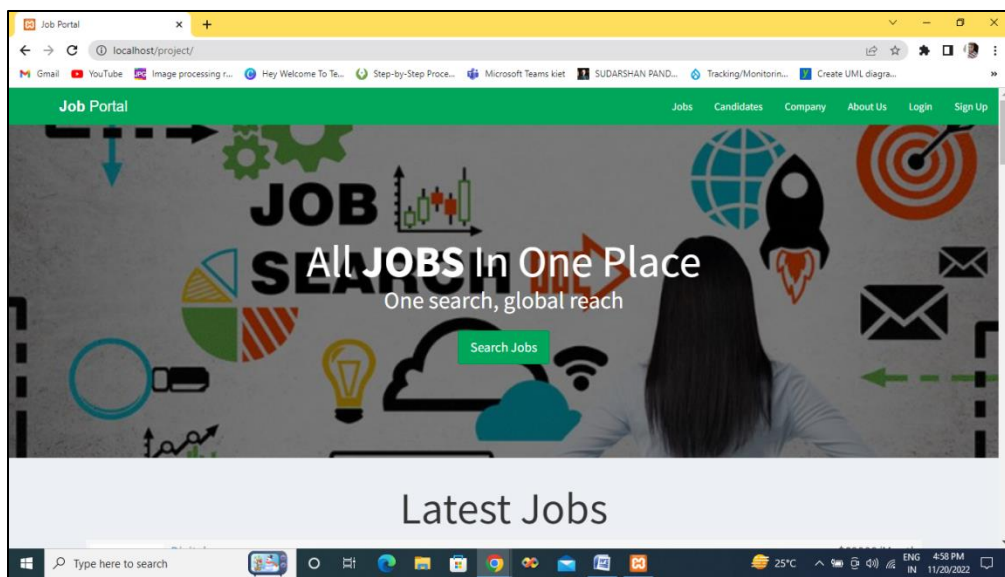 Job Portal
localhost/project/
Gmail YouTube Image processing r... Hey Welcome To Te... Step-by-Step Proce... Microsoft Teams kiet SUDARSHAN PAND... Tracking/Monitorin... Create UML diagra... »
Job Portal Jobs Candidates Company About Us Login Sign Up
JOB
SEARCH
All JOBS In One Place
One search, global reach
Search Jobs
Latest Jobs
Type here to search 25°C ENG 4:58 PM
IN 11/20/2022